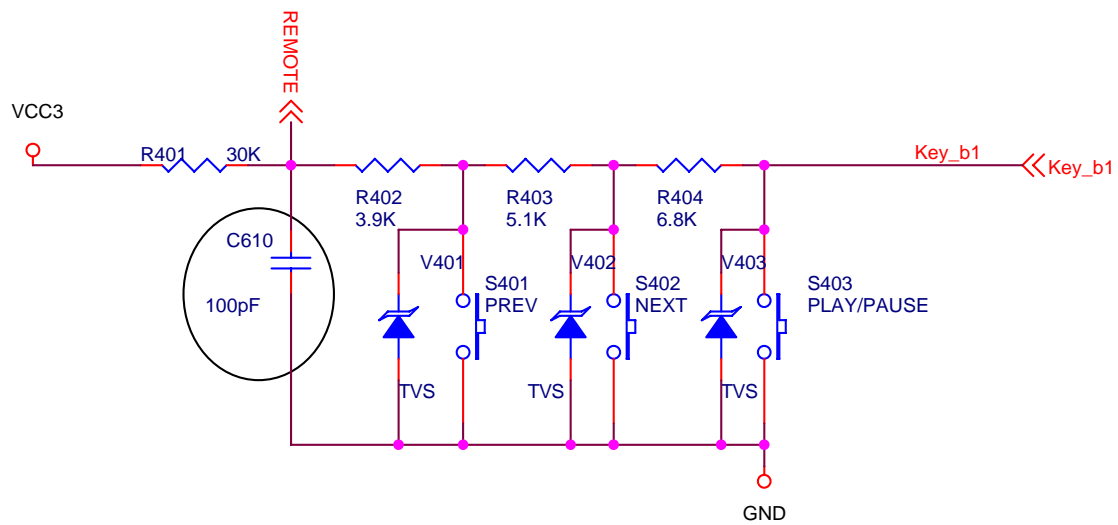 REMOTE
VCC3
R401
30K
Key_b1
Key_b1
R402
3.9K
R403
5.1K
R404
6.8K
C610
100pF
V401
S401
PREV
TVS
V402
S402
NEXT
TVS
V403
S403
PLAY/PAUSE
TVS
GND